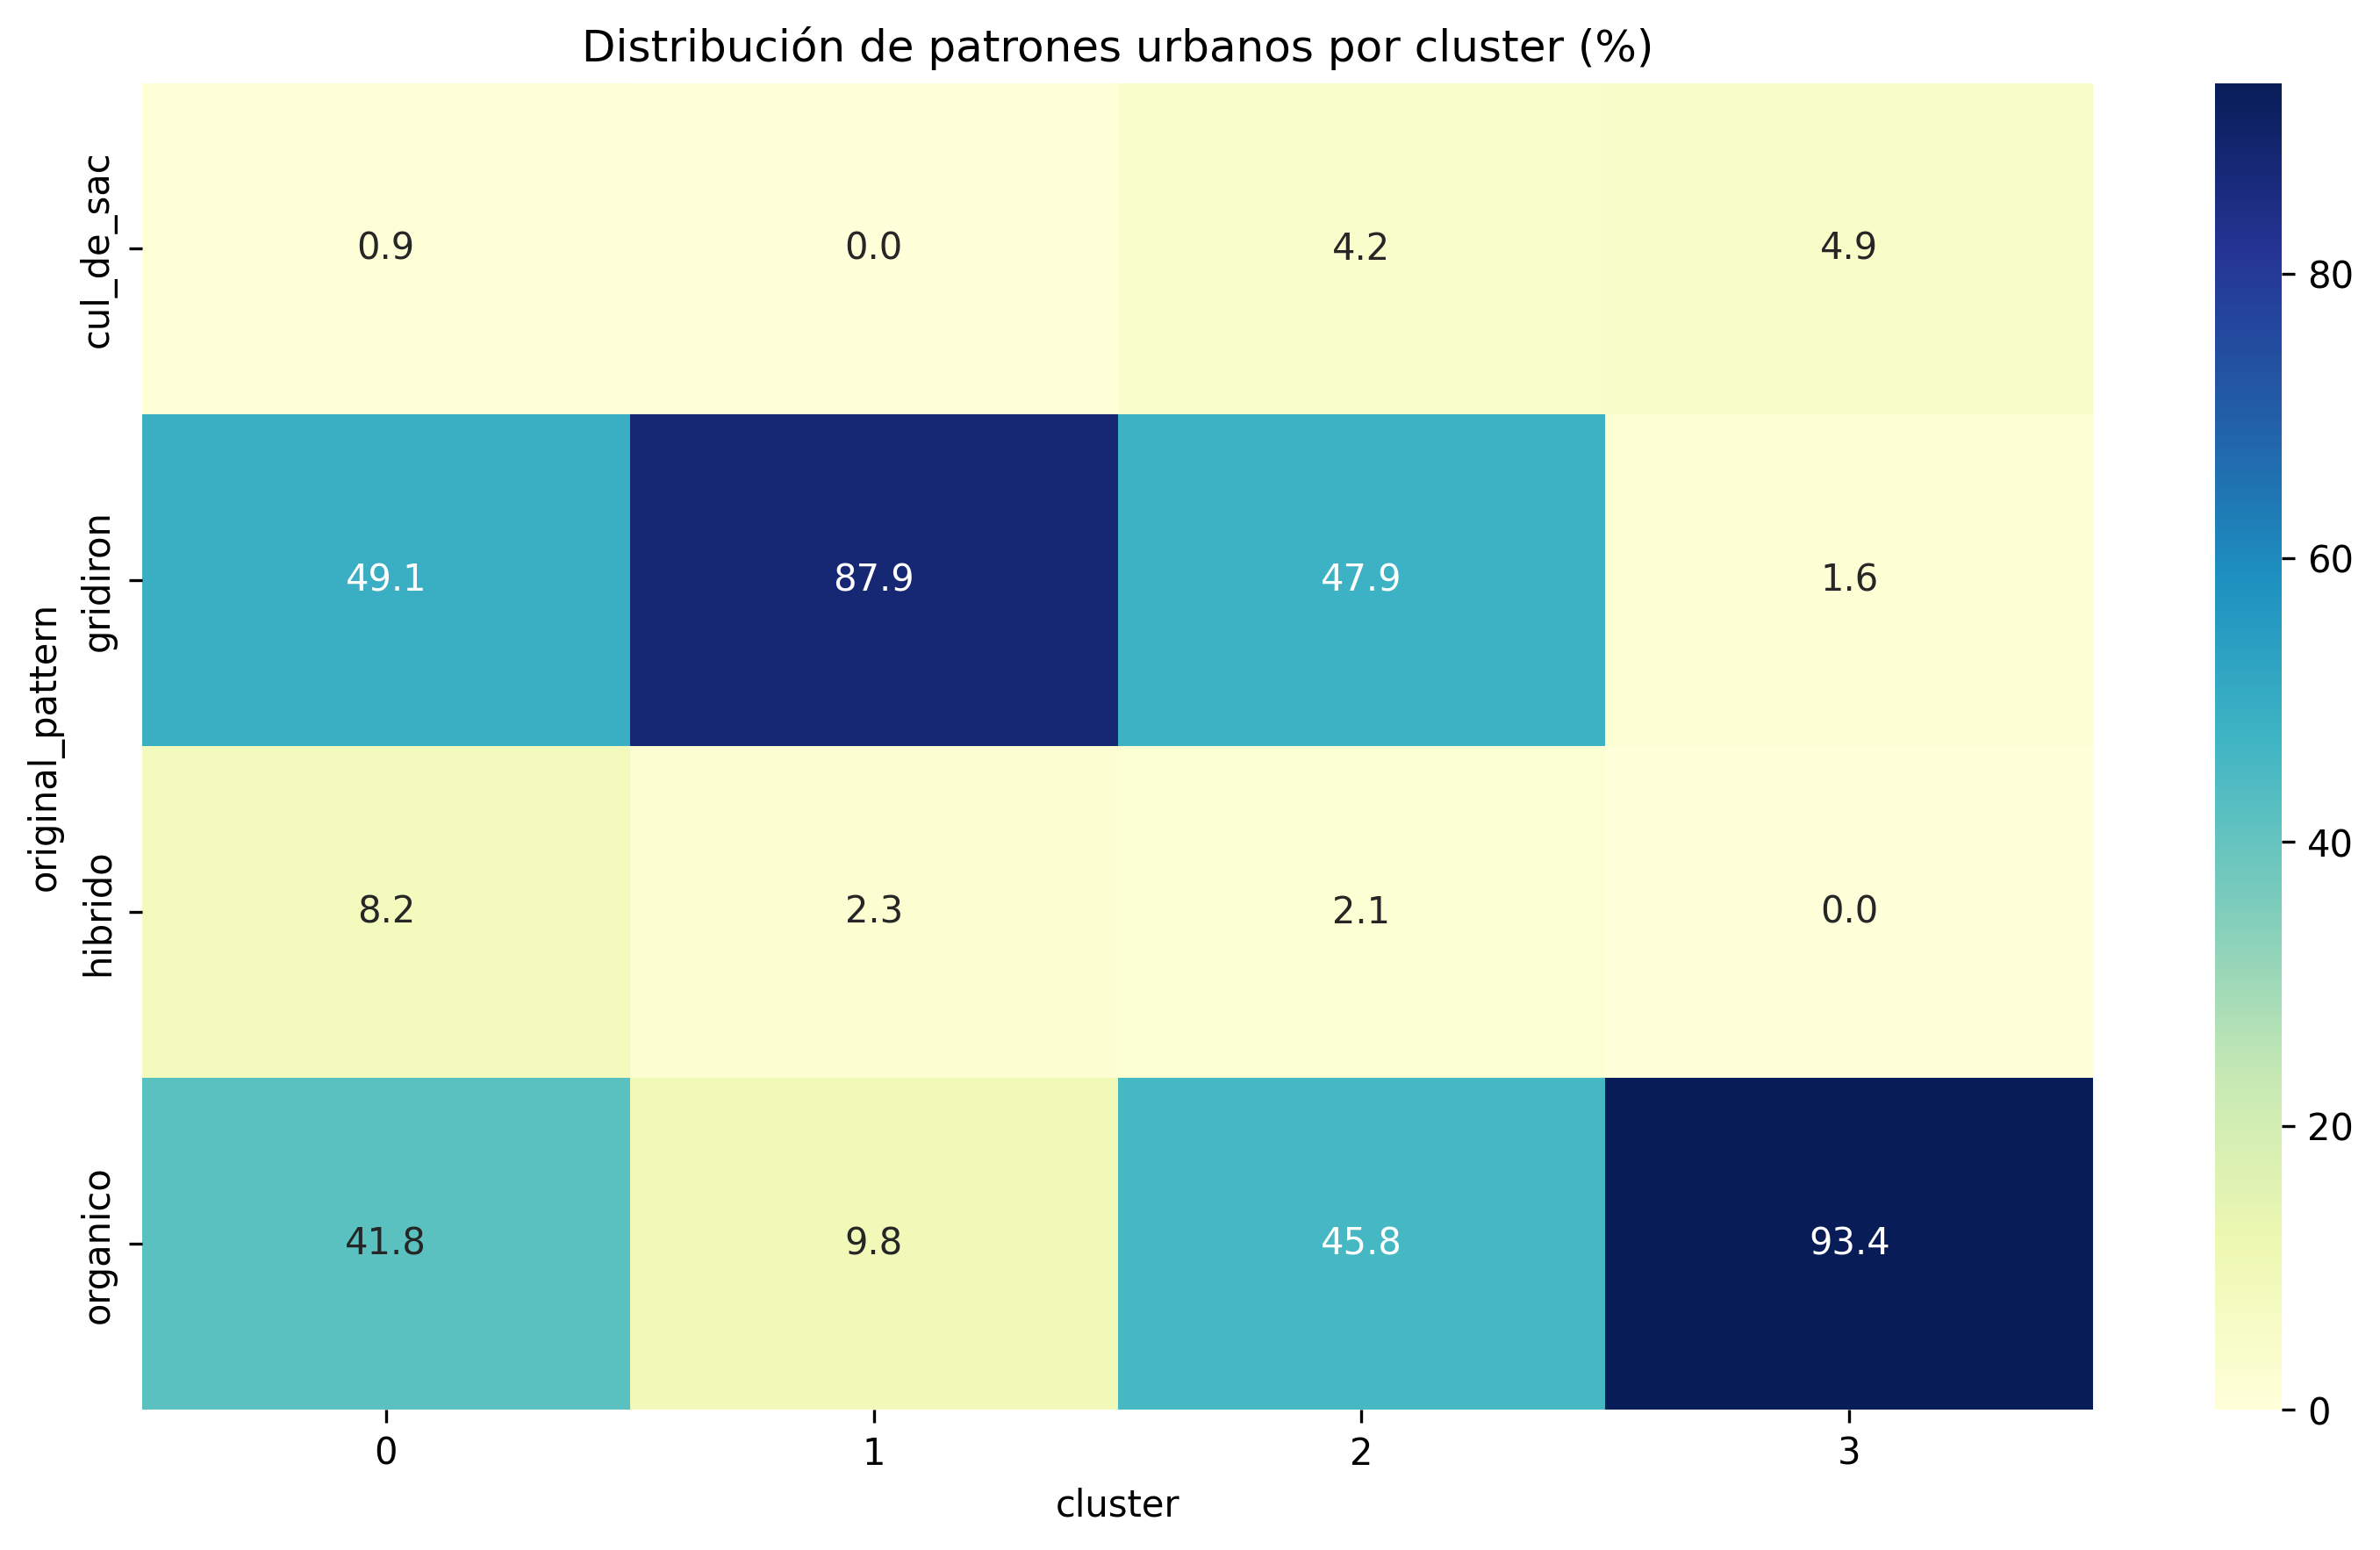 Distribución de patrones urbanos por cluster (%)
original_pattern
cul_de_sac
0.9 0.0 4.2 4.9
gridiron
49.1 87.9 47.9 1.6
hibrido
8.2 2.3 2.1 0.0
organico
41.8 9.8 45.8 93.4
0 1 2 3
cluster
80
60
40
20
0